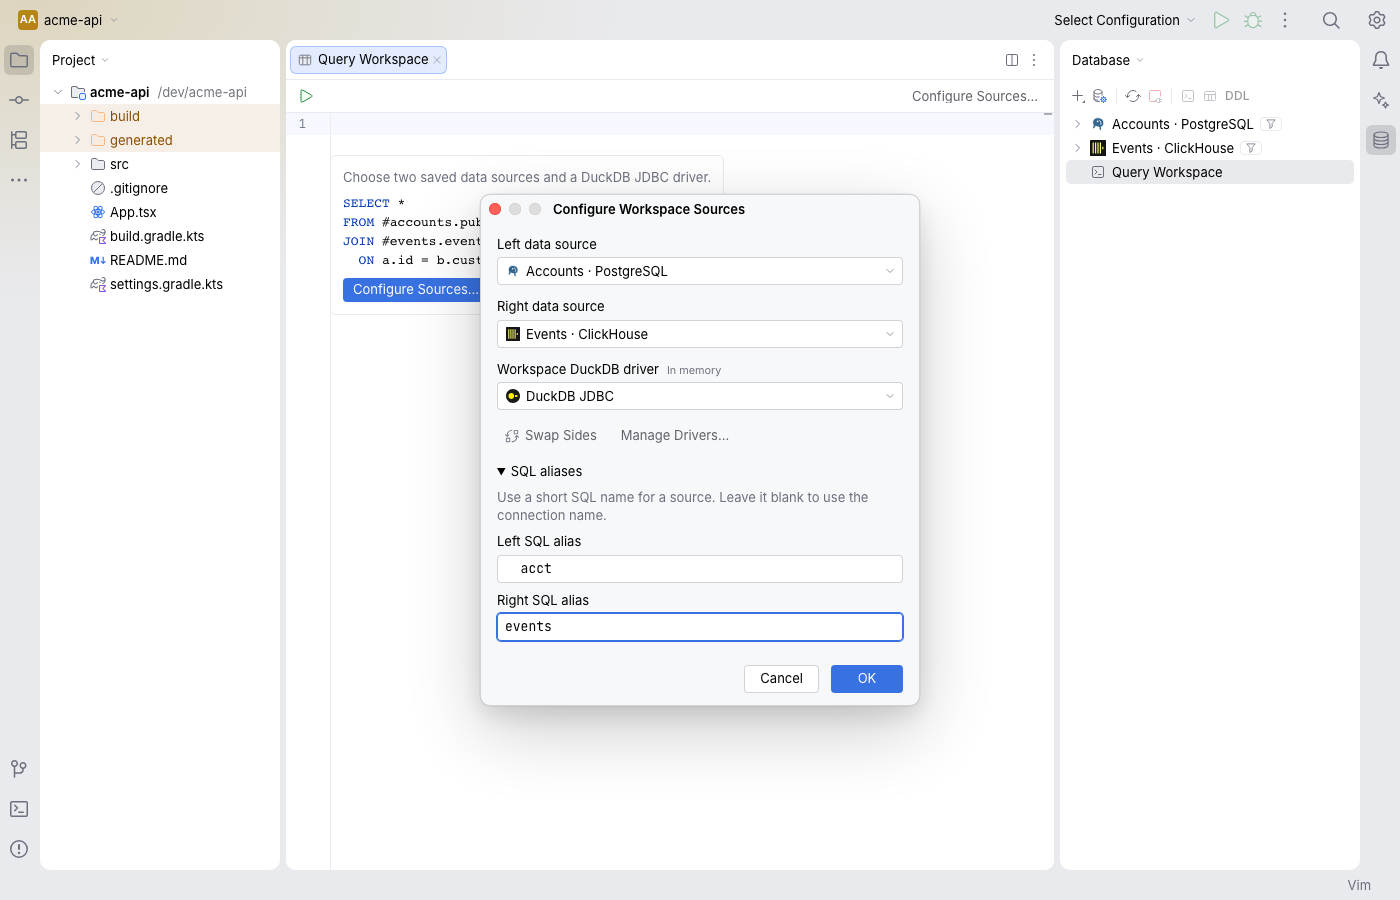 AA acme-api
Select Configuration
Project
acme-api /dev/acme-api
build
generated
src
.gitignore
App.tsx
build.gradle.kts
M↓ README.md
settings.gradle.kts
Query Workspace
Configure Sources...
1
Choose two saved data sources and a DuckDB JDBC driver.
SELECT *
FROM #accounts.pub
JOIN #events.event
ON a.id = b.cust
Configure Sources...
Configure Workspace Sources
Left data source
Accounts · PostgreSQL
Right data source
Events · ClickHouse
Workspace DuckDB driver In memory
DuckDB JDBC
Swap Sides Manage Drivers...
SQL aliases
Use a short SQL name for a source. Leave it blank to use the
connection name.
Left SQL alias
acct
Right SQL alias
events
Cancel OK
Database
DDL
Accounts · PostgreSQL
Events · ClickHouse
Query Workspace
Vim